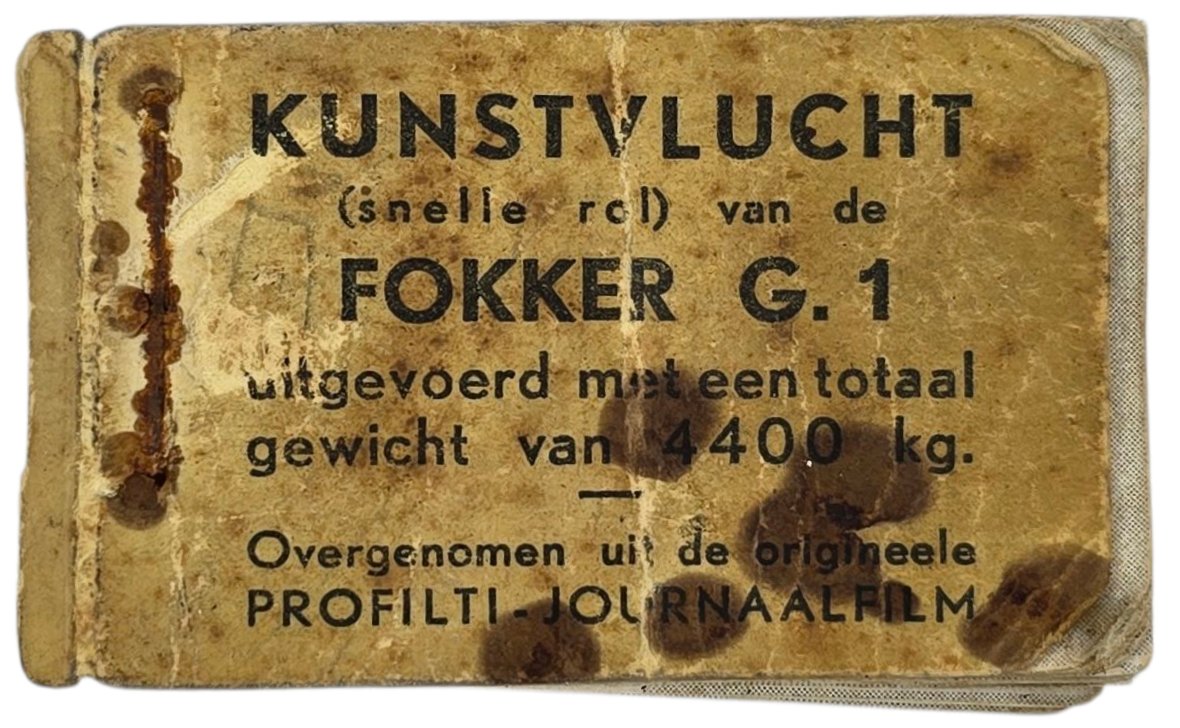 KUNSTVLUCHT
(snelle rol) van de
FOKKER G. 1
uitgevoerd met een totaal
gewicht van 4400 kg.
Overgenomen uit de origineele
PROFILTI-JOURNAALFILM